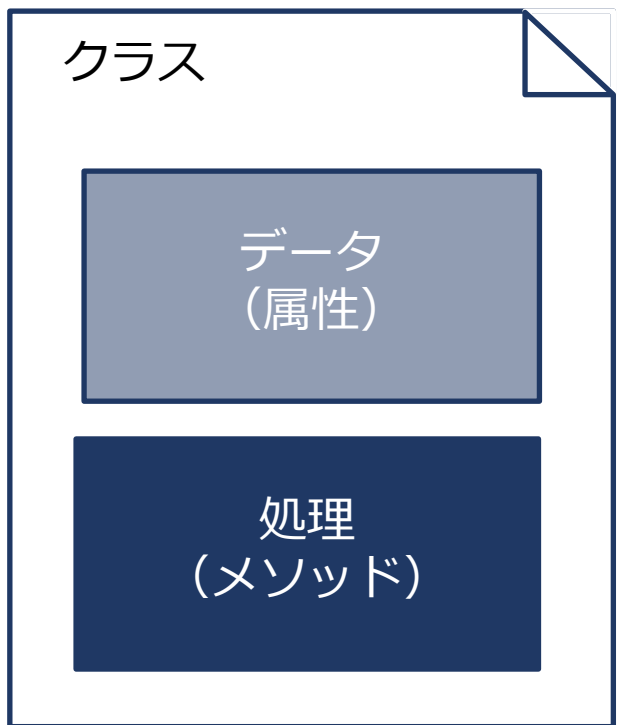 クラス
データ
（属性）
処理
（メソッド）